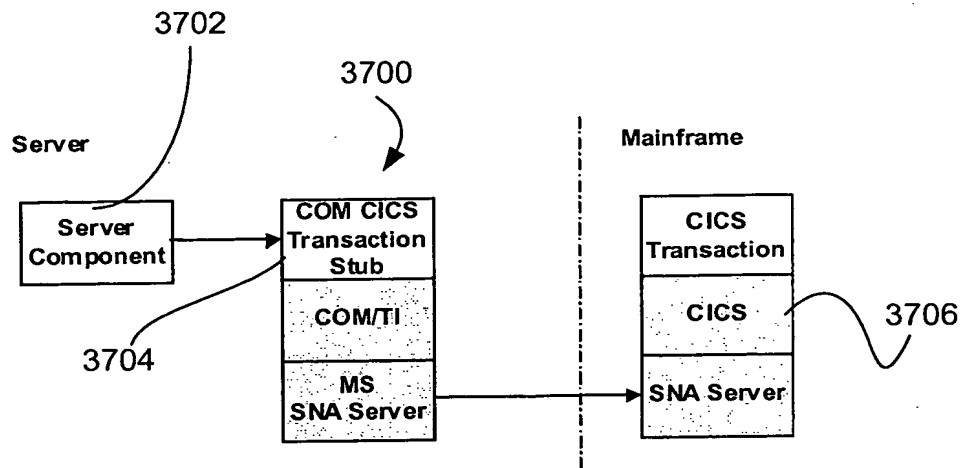 3702
3700
Server
Mainframe
Server
Component
COM CICS
Transaction
Stub
CICS
Transaction
COM/TI
CICS
3706
3704
MS
SNA Server
SNA Server